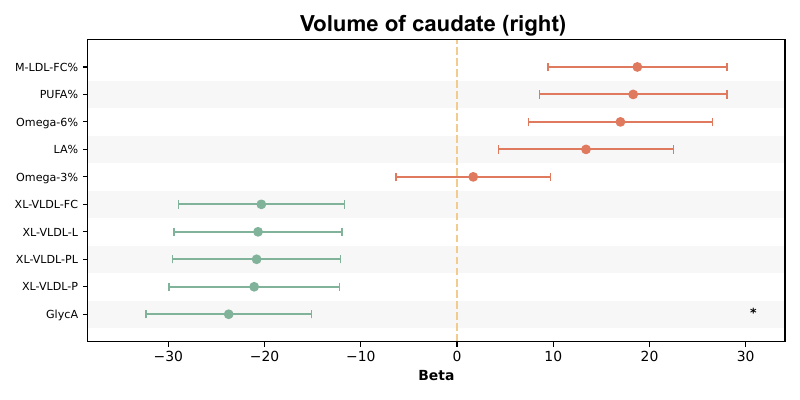 Volume of caudate (right)
M-LDL-FC%
PUFA%
Omega-6%
LA%
Omega-3%
XL-VLDL-FC
XL-VLDL-L
XL-VLDL-PL
XL-VLDL-P
GlycA *
−30 −20 −10 0 10 20 30
Beta